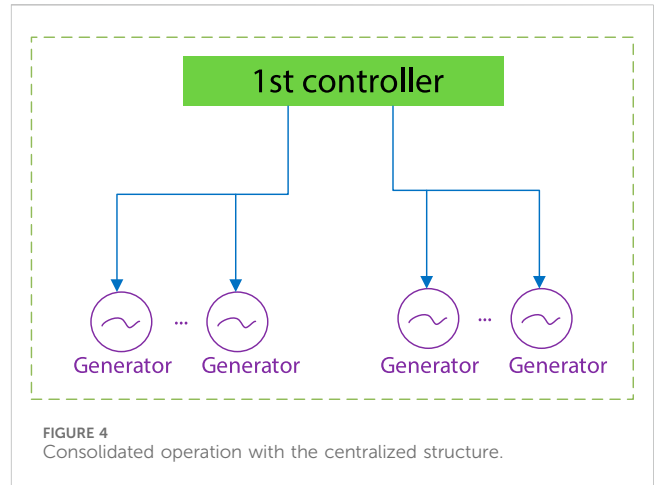 1st controller
... ...
Generator Generator Generator Generator
FIGURE 4
Consolidated operation with the centralized structure.